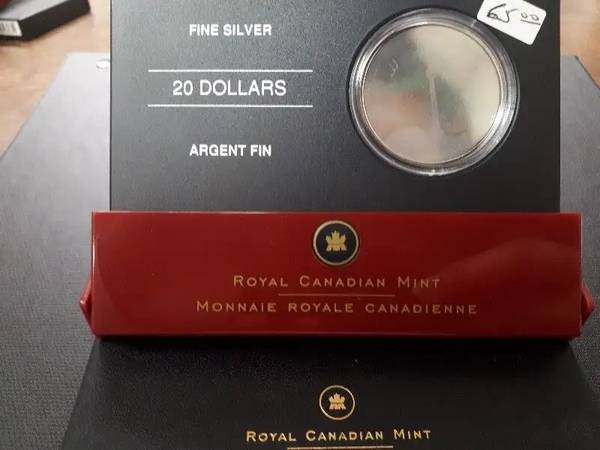 65.00
FINE SILVER
20 DOLLARS
ARGENT FIN
ROYAL CANADIAN MINT
MONNAIE ROYALE CANADIENNE
ROYAL CANADIAN MINT